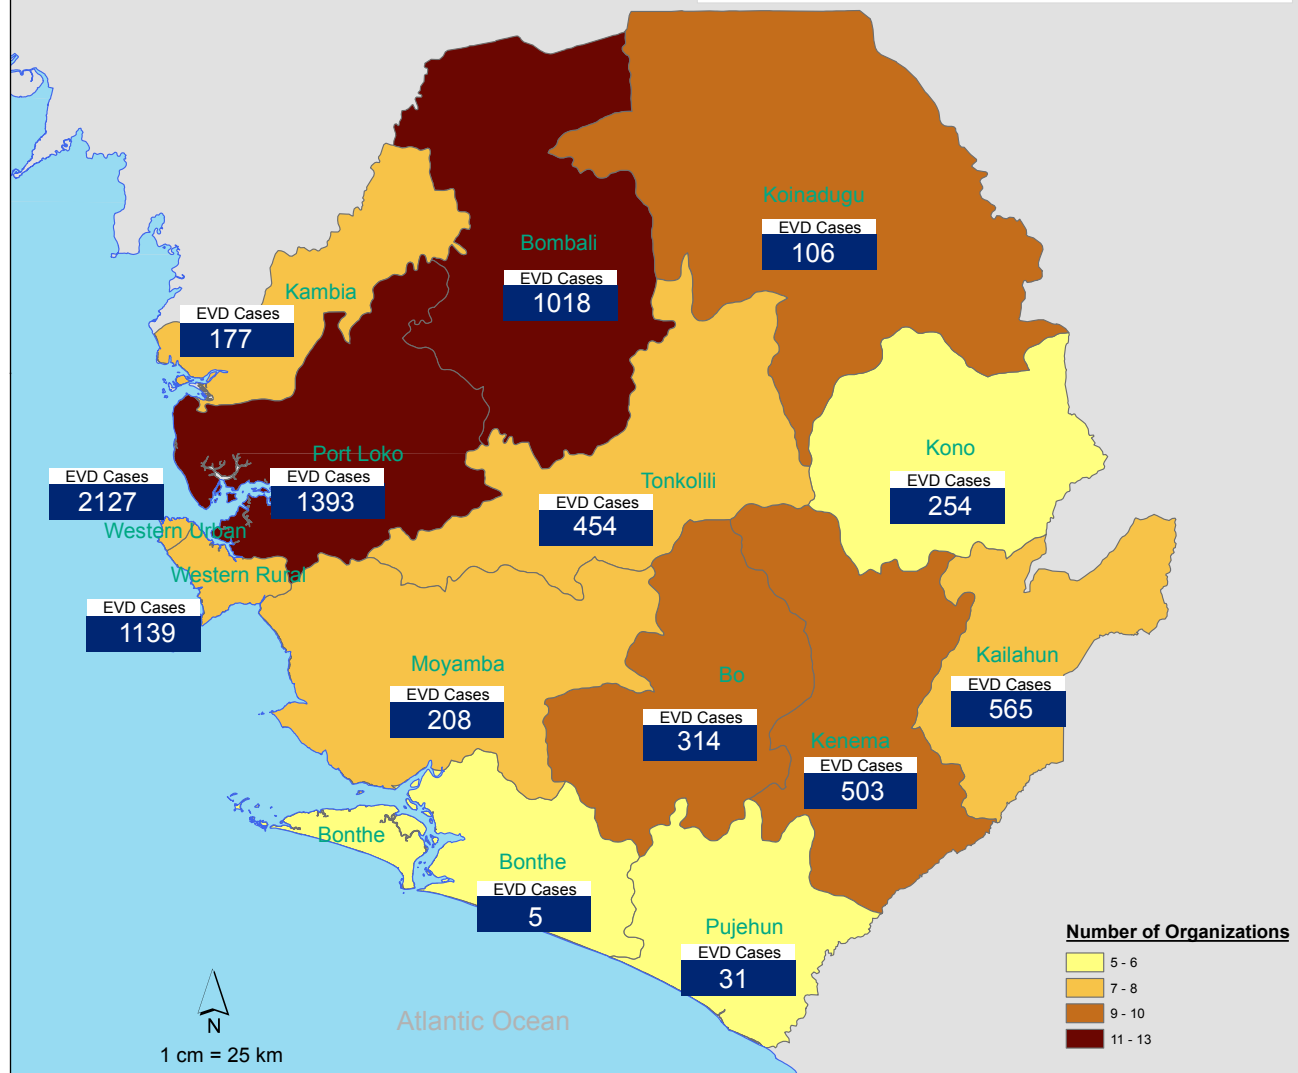 Koinadugu
EVD Cases
106
Bombali
EVD Cases
1018
Kambia
EVD Cases
177
Port Loko
EVD Cases
1393
EVD Cases
2127
Western Urban
Western Rural
EVD Cases
1139
Tonkolili
EVD Cases
454
Kono
EVD Cases
254
Moyamba
EVD Cases
208
Bo
EVD Cases
314
Kenema
EVD Cases
503
Kailahun
EVD Cases
565
Bonthe
Bonthe
EVD Cases
5
Pujehun
EVD Cases
31
Atlantic Ocean
N
1 cm = 25 km
Number of Organizations
5 - 6
7 - 8
9 - 10
11 - 13